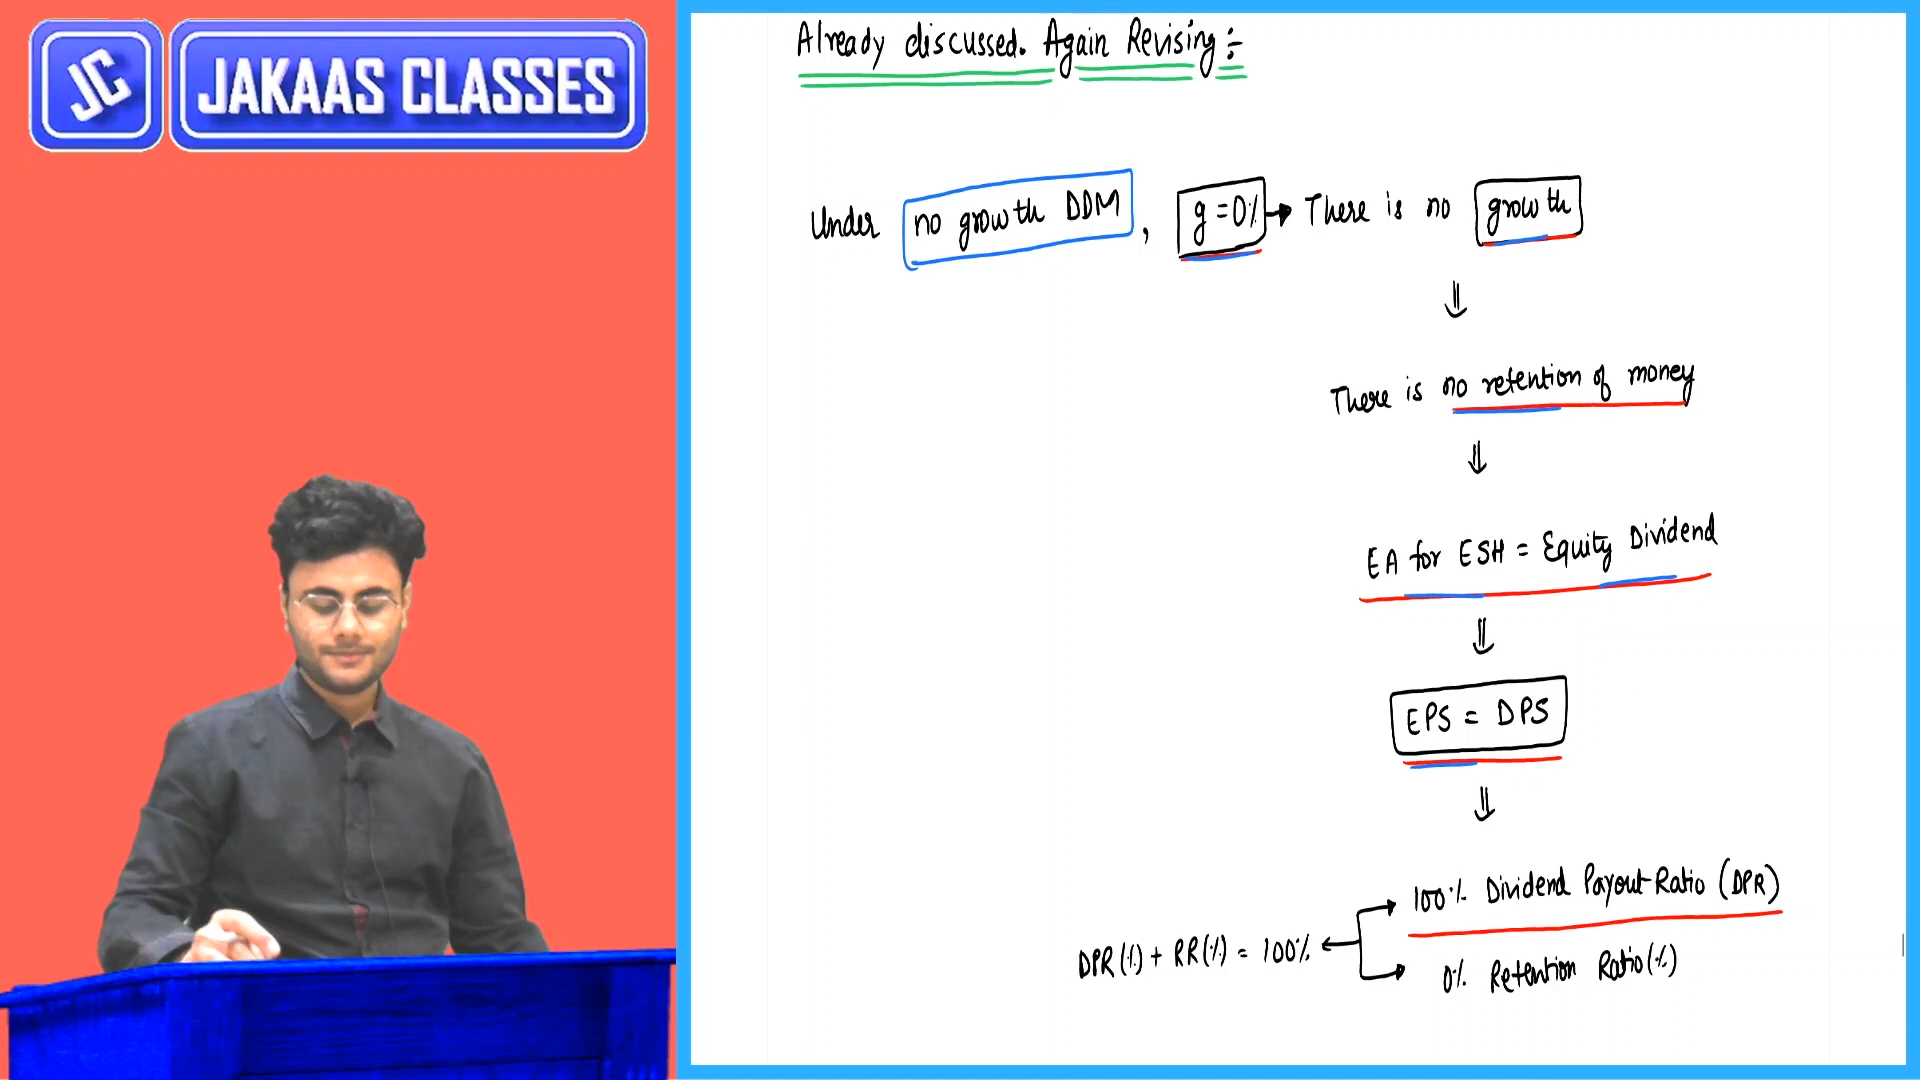 JC JAKAAS CLASSES
Already discussed. Again Revising :-
Under no growth DDM, g = 0% → There is no growth
⇓
There is no retention of money
⇓
EA for ESH = Equity Dividend
⇓
EPS = DPS
⇓
100% Dividend Payout Ratio (DPR)
DPR(%) + RR(%) = 100% ←
0% Retention Ratio (%)